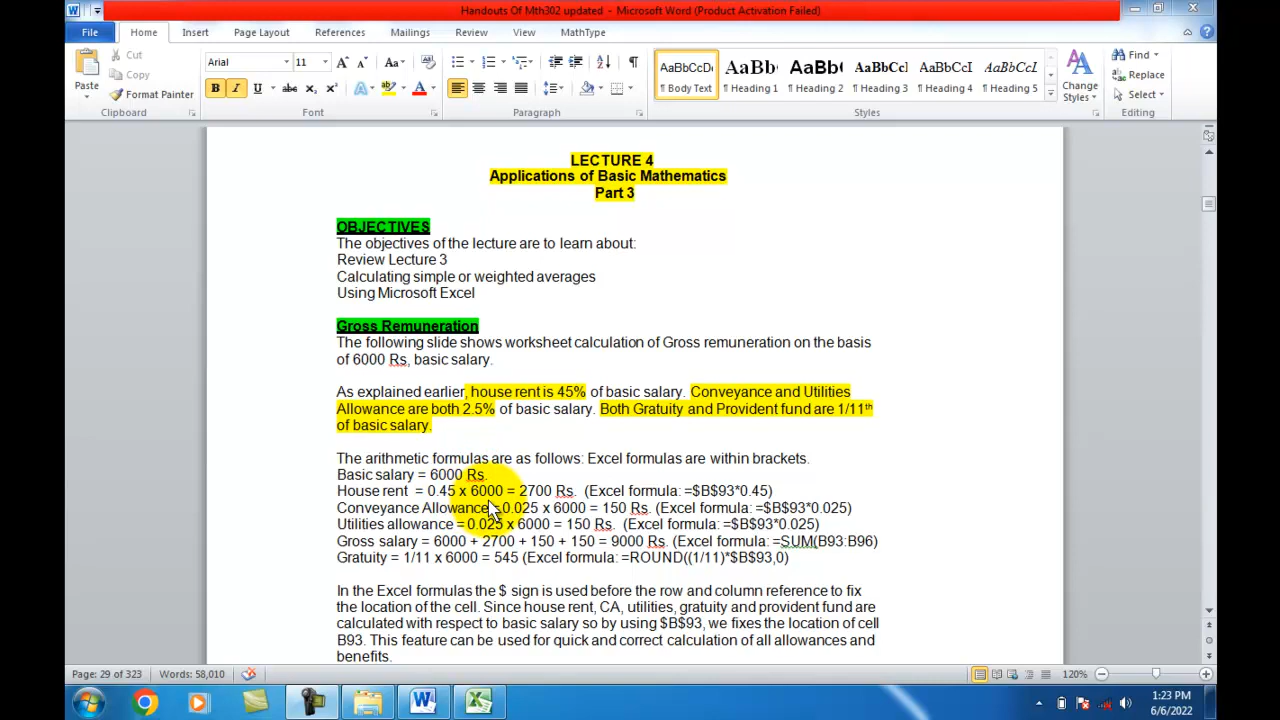 Handouts Of Mth302 updated - Microsoft Word (Product Activation Failed)
File Home Insert Page Layout References Mailings Review View MathType
Cut
Copy
Format Painter
Paste
Clipboard
Arial 11
Font
Paragraph
AaBbCcDc AaBb( AaBb( AaBbCc AaBbCcI AaBbCcI
¶ Body Text ¶ Heading 1 ¶ Heading 2 ¶ Heading 3 ¶ Heading 4 ¶ Heading 5
Change
Styles
Styles
Find
Replace
Select
Editing
LECTURE 4
Applications of Basic Mathematics
Part 3
OBJECTIVES
The objectives of the lecture are to learn about:
Review Lecture 3
Calculating simple or weighted averages
Using Microsoft Excel
Gross Remuneration
The following slide shows worksheet calculation of Gross remuneration on the basis
of 6000 Rs, basic salary.
As explained earlier, house rent is 45% of basic salary. Conveyance and Utilities
Allowance are both 2.5% of basic salary. Both Gratuity and Provident fund are 1/11th
of basic salary.
The arithmetic formulas are as follows: Excel formulas are within brackets.
Basic salary = 6000 Rs.
House rent = 0.45 x 6000 = 2700 Rs. (Excel formula: =$B$93*0.45)
Conveyance Allowance = 0.025 x 6000 = 150 Rs. (Excel formula: =$B$93*0.025)
Utilities allowance = 0.025 x 6000 = 150 Rs. (Excel formula: =$B$93*0.025)
Gross salary = 6000 + 2700 + 150 + 150 = 9000 Rs. (Excel formula: =SUM(B93:B96)
Gratuity = 1/11 x 6000 = 545 (Excel formula: =ROUND((1/11)*$B$93,0)
In the Excel formulas the $ sign is used before the row and column reference to fix
the location of the cell. Since house rent, CA, utilities, gratuity and provident fund are
calculated with respect to basic salary so by using $B$93, we fixes the location of cell
B93. This feature can be used for quick and correct calculation of all allowances and
benefits.
Page: 29 of 323 Words: 58,010 120%
1:23 PM
6/6/2022